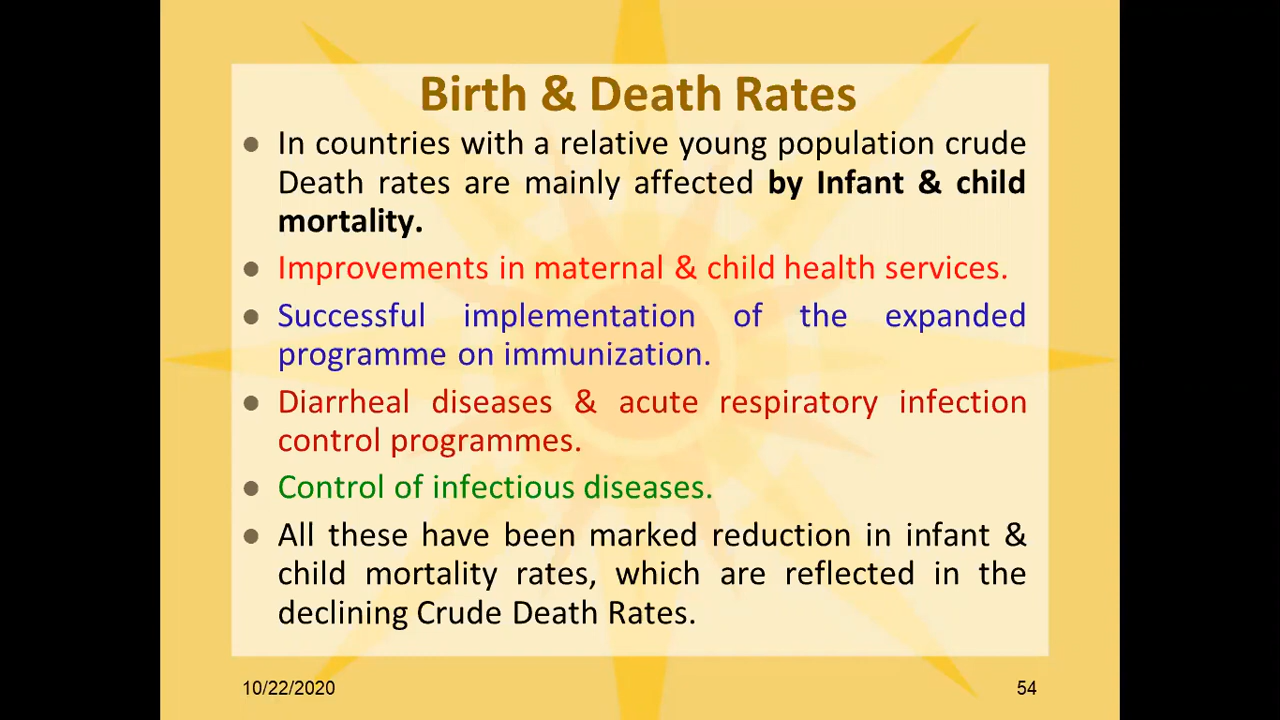 Birth & Death Rates
● In countries with a relative young population crude
Death rates are mainly affected by Infant & child
mortality.
● Improvements in maternal & child health services.
● Successful implementation of the expanded
programme on immunization.
● Diarrheal diseases & acute respiratory infection
control programmes.
● Control of infectious diseases.
● All these have been marked reduction in infant &
child mortality rates, which are reflected in the
declining Crude Death Rates.
10/22/2020
54